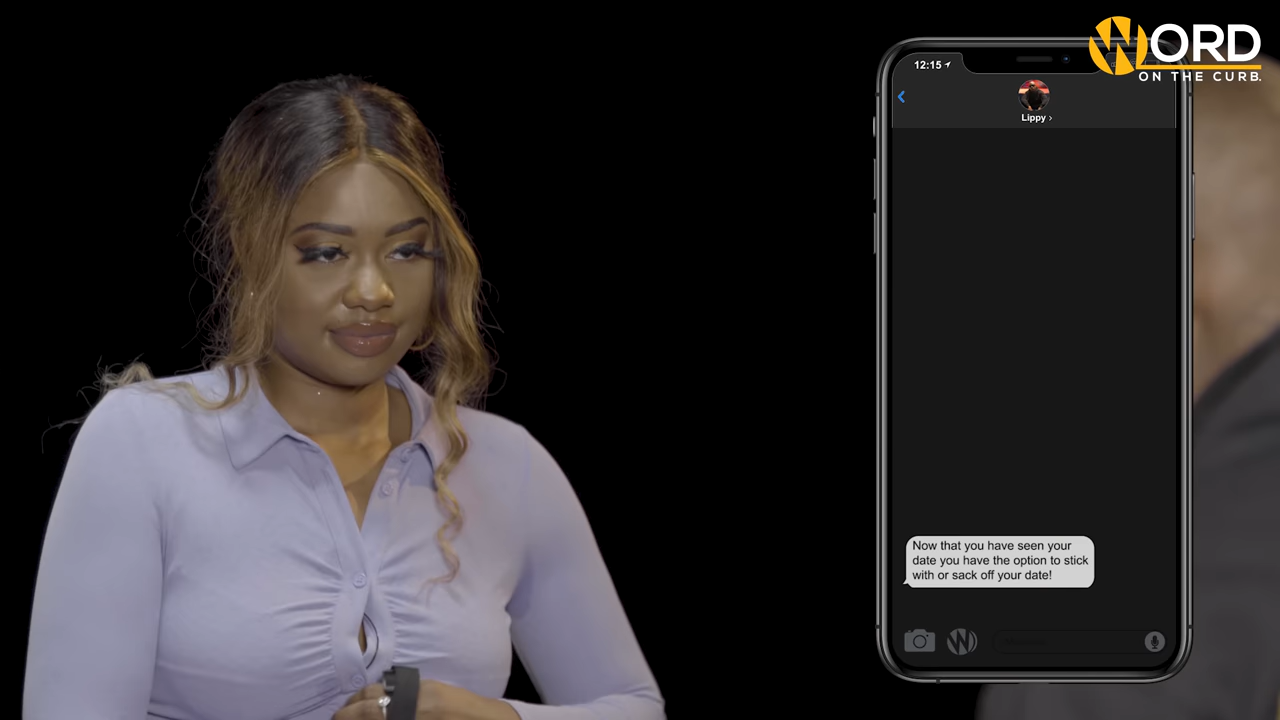 WORD
ON THE CURB.
12:15
Lippy
Now that you have seen your
date you have the option to stick
with or sack off your date!
W